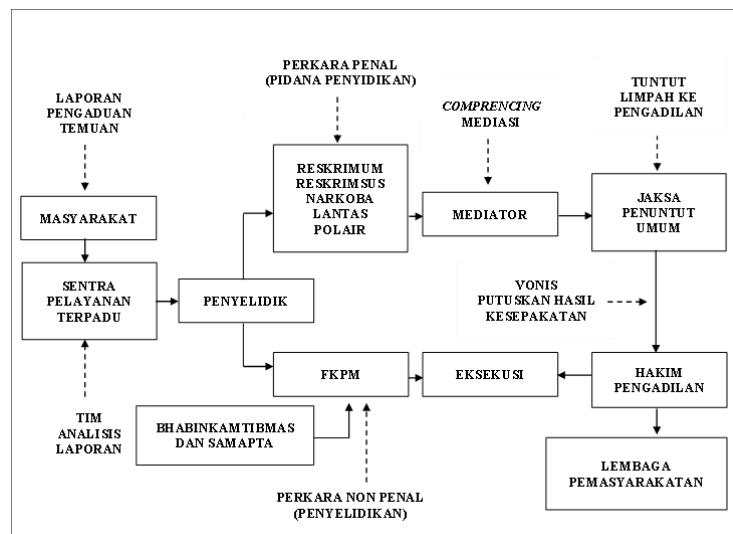 LAPORAN
PENGADUAN
TEMUAN
MASYARAKAT
SENTRA
PELAYANAN
TERPADU
TIM
ANALISIS
LAPORAN
PENYELIDIK
PERKARA PENAL
(PIDANA PENYIDIKAN)
RESKRIMUM
RESKRIMSUS
NARKOBA
LANTAS
POLAIR
COMPRENCING
MEDIASI
MEDIATOR
TUNTUT
LIMPAH KE
PENGADILAN
JAKSA
PENUNTUT
UMUM
VONIS
PUTUSKAN HASIL
KESEPAKATAN
FKPM
EKSEKUSI
HAKIM
PENGADILAN
BHABINKAMTIBMAS
DAN SAMAPTA
PERKARA NON PENAL
(PENYELIDIKAN)
LEMBAGA
PEMASYARAKATAN